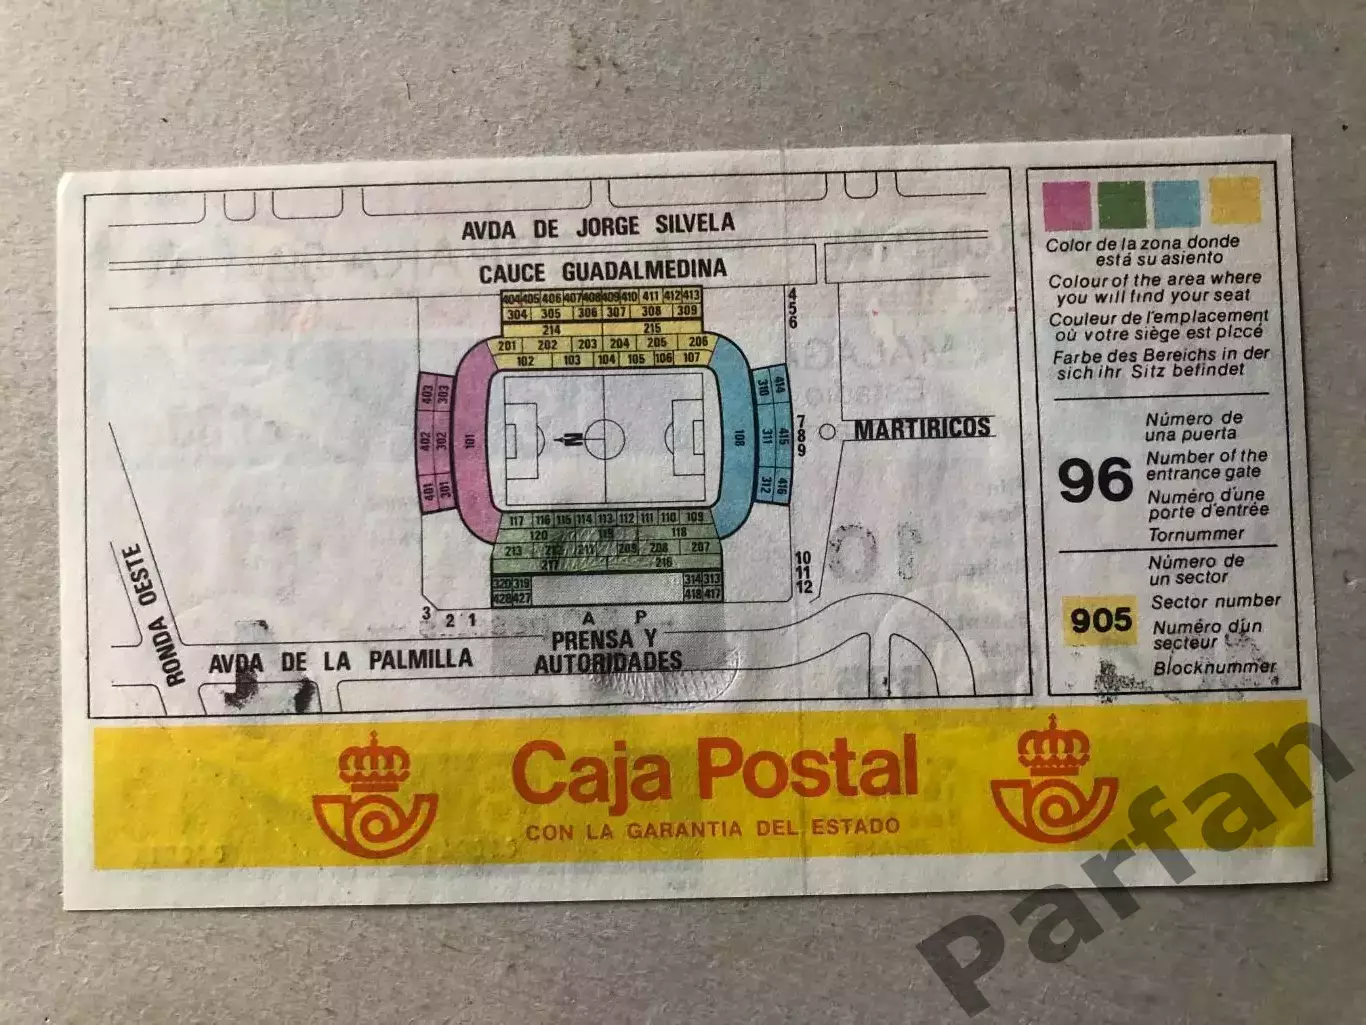 AVDA DE JORGE SILVELA
CAUCE GUADALMEDINA
404 405 406 407 408 409 410 411 412 413
304 305 306 307 308 309
214 215
201 202 203 204 205 206
102 103 104 105 106 107
403 303
402 302
401 301
101
N
108
310 414
311 415
312 416
117 116 115 114 113 112 111 110 109
120 119 118
213 212 211 209 208 207
217 216
320 319 314 313
428 427 418 417
4
5
6
7
8
9
MARTIRICOS
10
11
12
3 2 1
A P
PRENSA Y
AUTORIDADES
RONDA OESTE
AVDA DE LA PALMILLA
Color de la zona donde
está su asiento
Colour of the area where
you will find your seat
Couleur de l'emplacement
où votre siège est placé
Farbe des Bereichs in der
sich ihr Sitz befindet
96
Número de
una puerta
Number of the
entrance gate
Numéro d'une
porte d'entrée
Tornummer
905
Número de
un sector
Sector number
Numéro d'un
secteur
Blocknummer
Caja Postal
CON LA GARANTIA DEL ESTADO
Parfan